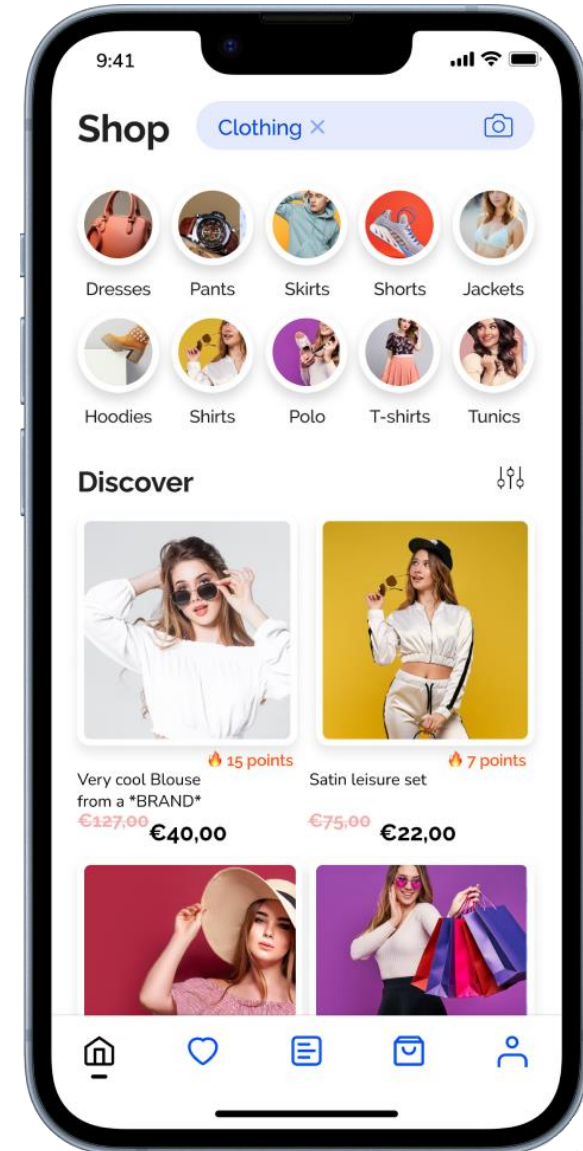 9:41
Shop
Clothing ×
Dresses Pants Skirts Shorts Jackets
Hoodies Shirts Polo T-shirts Tunics
Discover
🔥 15 points
Very cool Blouse
from a *BRAND*
€127,00 €40,00
🔥 7 points
Satin leisure set
€75,00 €22,00